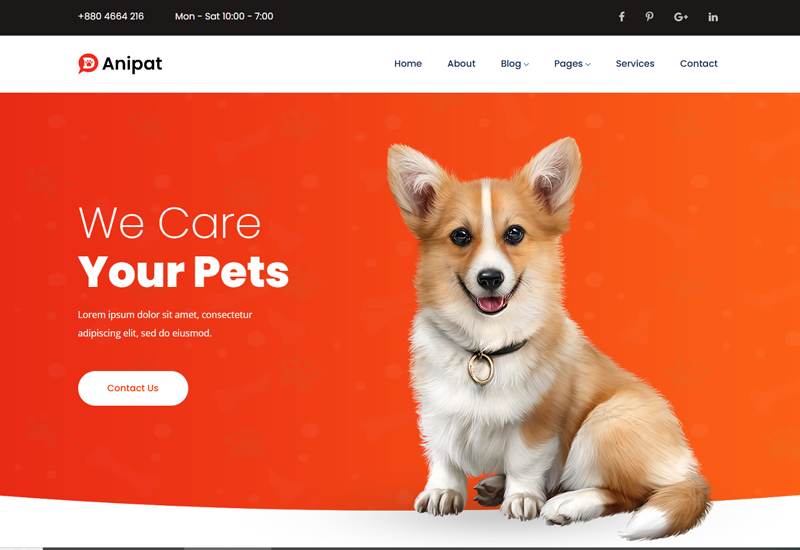 +880 4664 216
Mon - Sat 10:00 - 7:00
G+
in
Anipat
Home
About
Blog
Pages
Services
Contact
We Care
Your Pets
Lorem ipsum dolor sit amet, consectetur
adipiscing elit, sed do eiusmod.
Contact Us